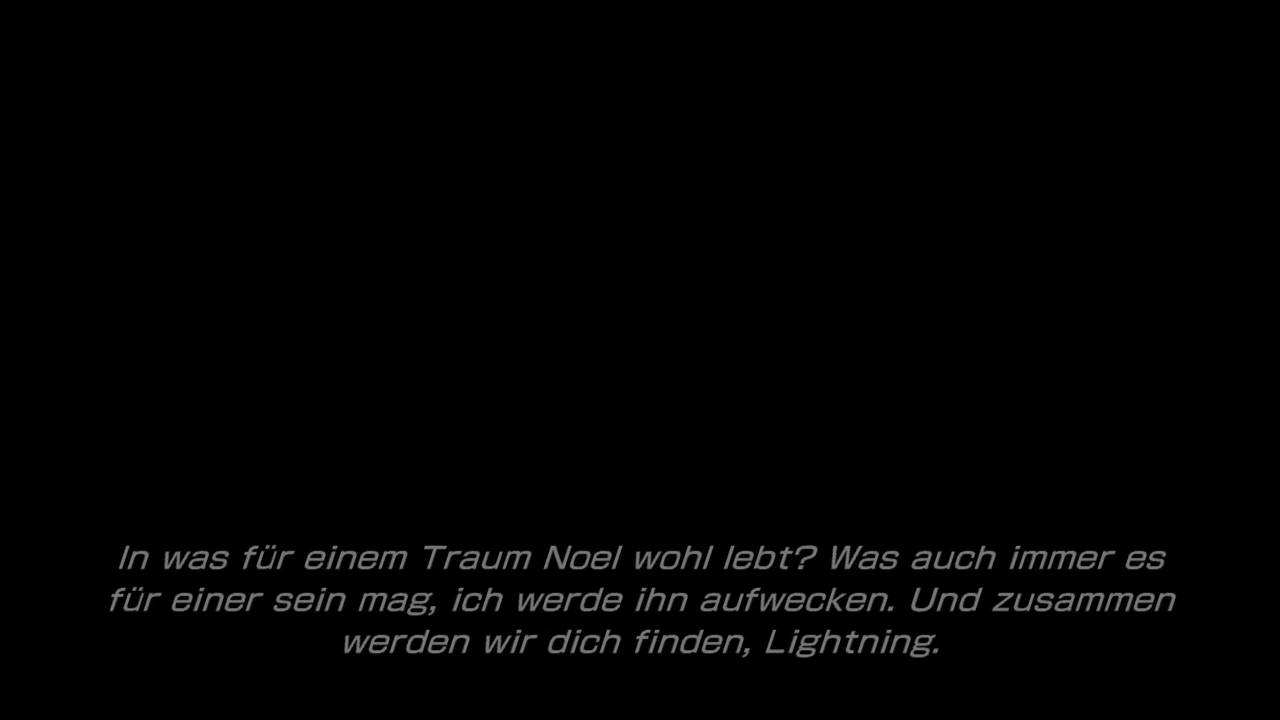 In was für einem Traum Noel wohl lebt? Was auch immer es
für einer sein mag, ich werde ihn aufwecken. Und zusammen
werden wir dich finden, Lightning.